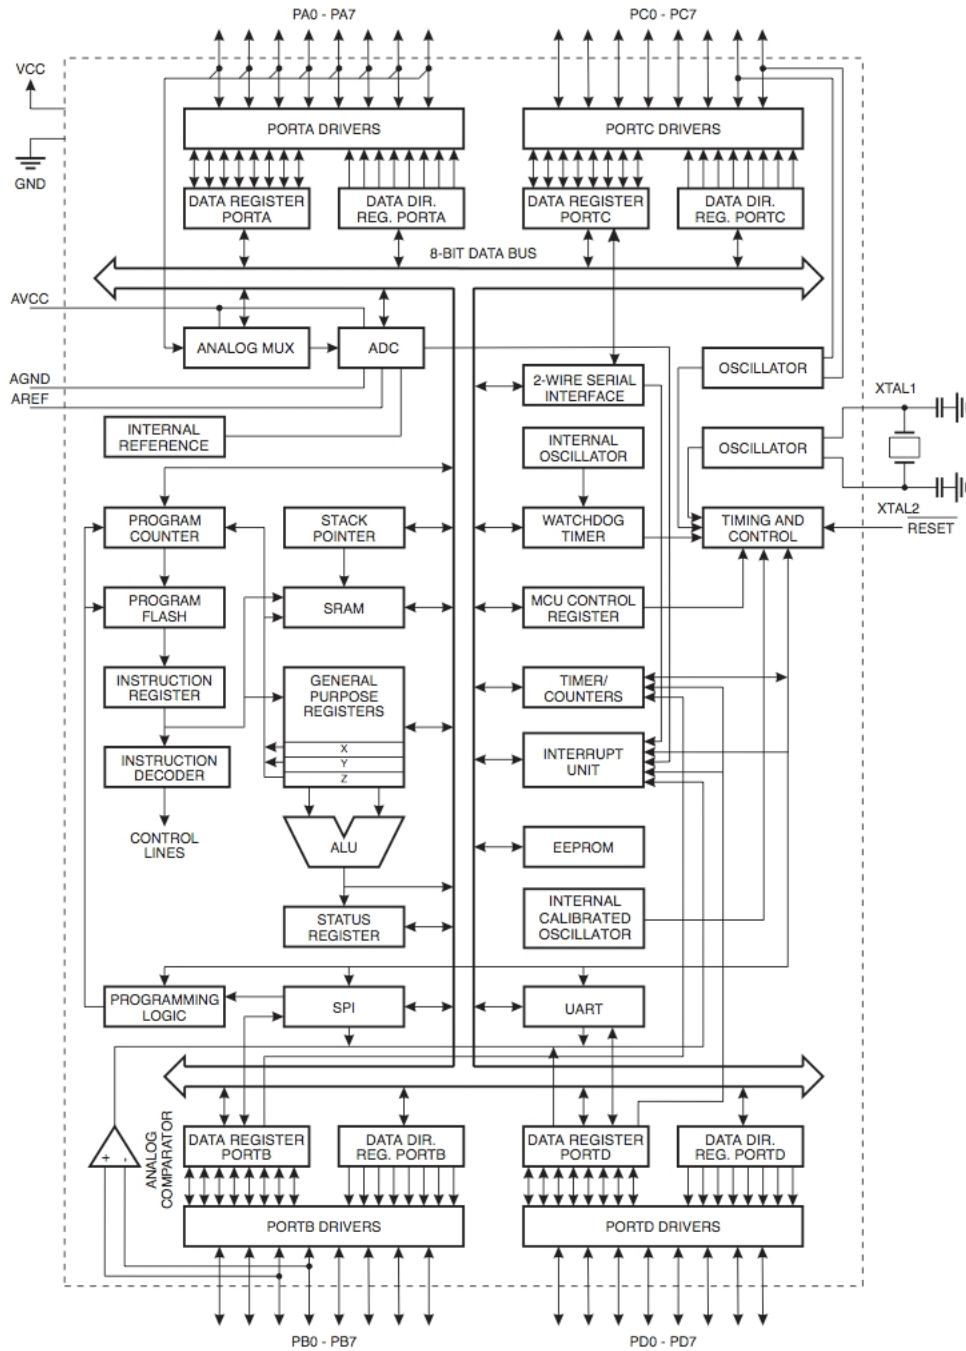 PA0 - PA7
PC0 - PC7
VCC
PORTA DRIVERS
PORTC DRIVERS
GND
DATA REGISTER
PORTA
DATA DIR.
REG. PORTA
DATA REGISTER
PORTC
DATA DIR.
REG. PORTC
8-BIT DATA BUS
AVCC
ANALOG MUX
ADC
AGND
AREF
INTERNAL
REFERENCE
2-WIRE SERIAL
INTERFACE
OSCILLATOR
XTAL1
INTERNAL
OSCILLATOR
OSCILLATOR
XTAL2
RESET
PROGRAM
COUNTER
STACK
POINTER
WATCHDOG
TIMER
TIMING AND
CONTROL
PROGRAM
FLASH
SRAM
MCU CONTROL
REGISTER
INSTRUCTION
REGISTER
GENERAL
PURPOSE
REGISTERS
X
Y
Z
TIMER/
COUNTERS
INSTRUCTION
DECODER
INTERRUPT
UNIT
CONTROL
LINES
ALU
EEPROM
STATUS
REGISTER
INTERNAL
CALIBRATED
OSCILLATOR
PROGRAMMING
LOGIC
SPI
UART
ANALOG
COMPARATOR
+ -
DATA REGISTER
PORTB
DATA DIR.
REG. PORTB
DATA REGISTER
PORTD
DATA DIR.
REG. PORTD
PORTB DRIVERS
PORTD DRIVERS
PB0 - PB7
PD0 - PD7